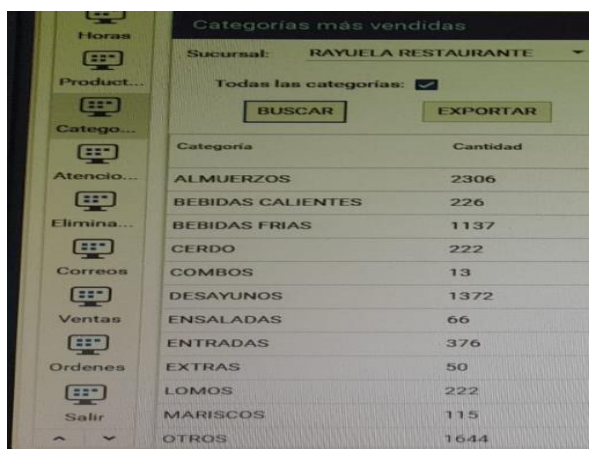 Categorías más vendidas
Sucursal: RAYUELA RESTAURANTE
Todas las categorías:
BUSCAR EXPORTAR
Categoría Cantidad
ALMUERZOS 2306
BEBIDAS CALIENTES 226
BEBIDAS FRIAS 1137
CERDO 222
COMBOS 13
DESAYUNOS 1372
ENSALADAS 66
ENTRADAS 376
EXTRAS 50
LOMOS 222
MARISCOS 115
OTROS 1644
Horas
Product...
Catego...
Atencio...
Elimina...
Correos
Ventas
Ordenes
Salir